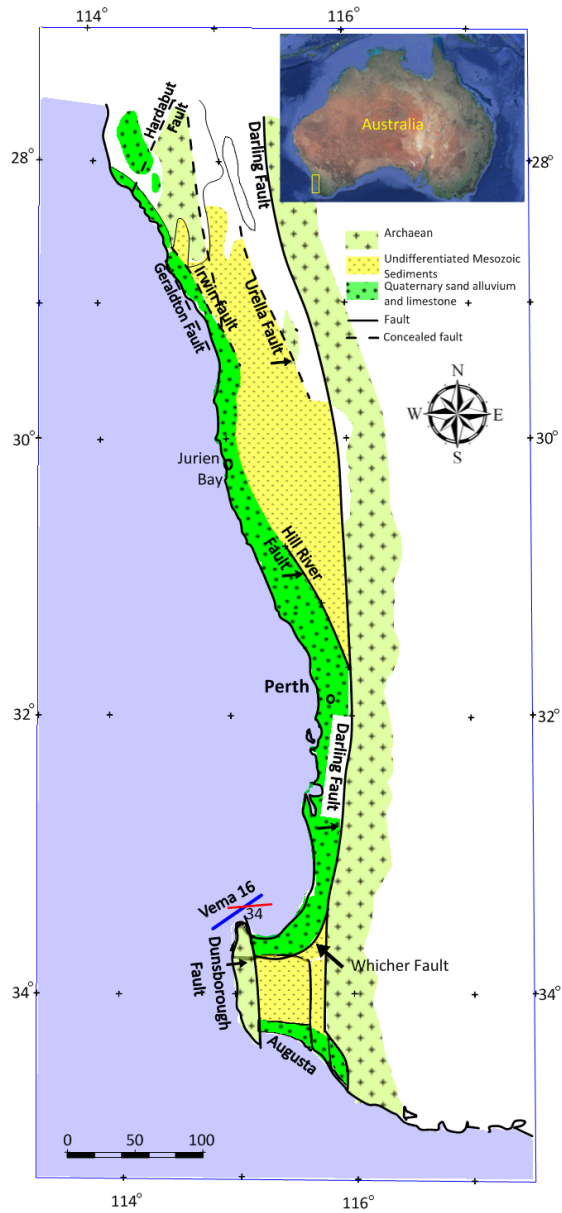 114°
116°
Australia
Hardabut
Fault
Darling Fault
28°
28°
Archaean
Undifferentiated Mesozoic
Sediments
Quaternary sand alluvium
and limestone
Fault
Concealed fault
Irwin fault
Geraldton Fault
Urella Fault
N
W
E
S
30°
30°
Jurien
Bay
Hill River
Fault
Perth
32°
32°
Darling Fault
Vema 16
34
Dunsborough
Fault
Whicher Fault
34°
34°
Augusta
0 50 100
114°
116°